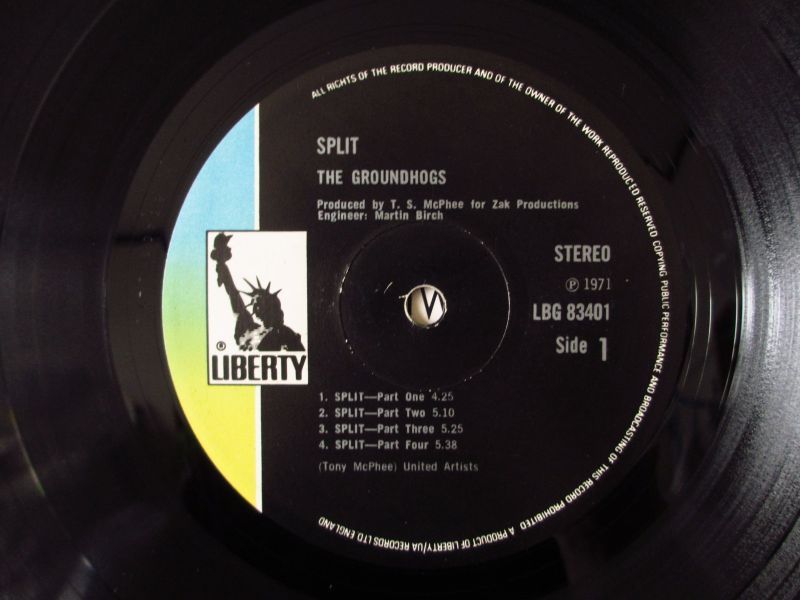 ALL RIGHTS OF THE RECORD PRODUCER AND OF THE OWNER OF THE WORK REPRODUCED RESERVED COPYING PUBLIC PERFORMANCE AND BROADCASTING OF THIS RECORD PROHIBITED A PRODUCT OF LIBERTY/UA RECORDS LTD ENGLAND
SPLIT
THE GROUNDHOGS
Produced by T. S. McPhee for Zak Productions
Engineer: Martin Birch
STEREO
℗ 1971
LBG 83401
Side 1
® LIBERTY
1. SPLIT—Part One 4.25
2. SPLIT—Part Two 5.10
3. SPLIT—Part Three 5.25
4. SPLIT—Part Four 5.38
(Tony McPhee) United Artists